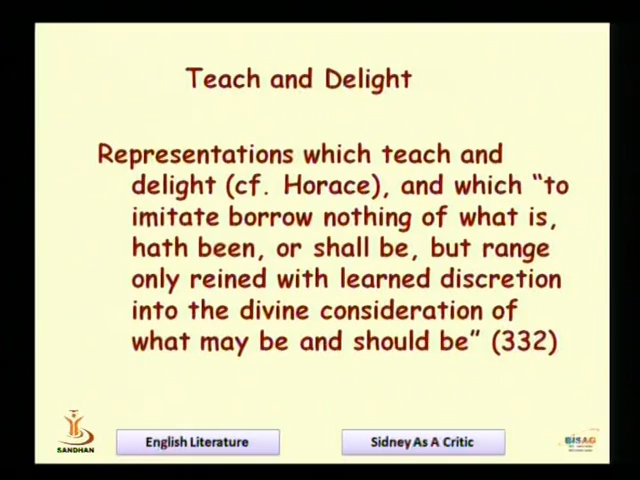 Teach and Delight
Representations which teach and
delight (cf. Horace), and which “to
imitate borrow nothing of what is,
hath been, or shall be, but range
only reined with learned discretion
into the divine consideration of
what may be and should be” (332)
SANDHAN
English Literature
Sidney As A Critic
BISAG